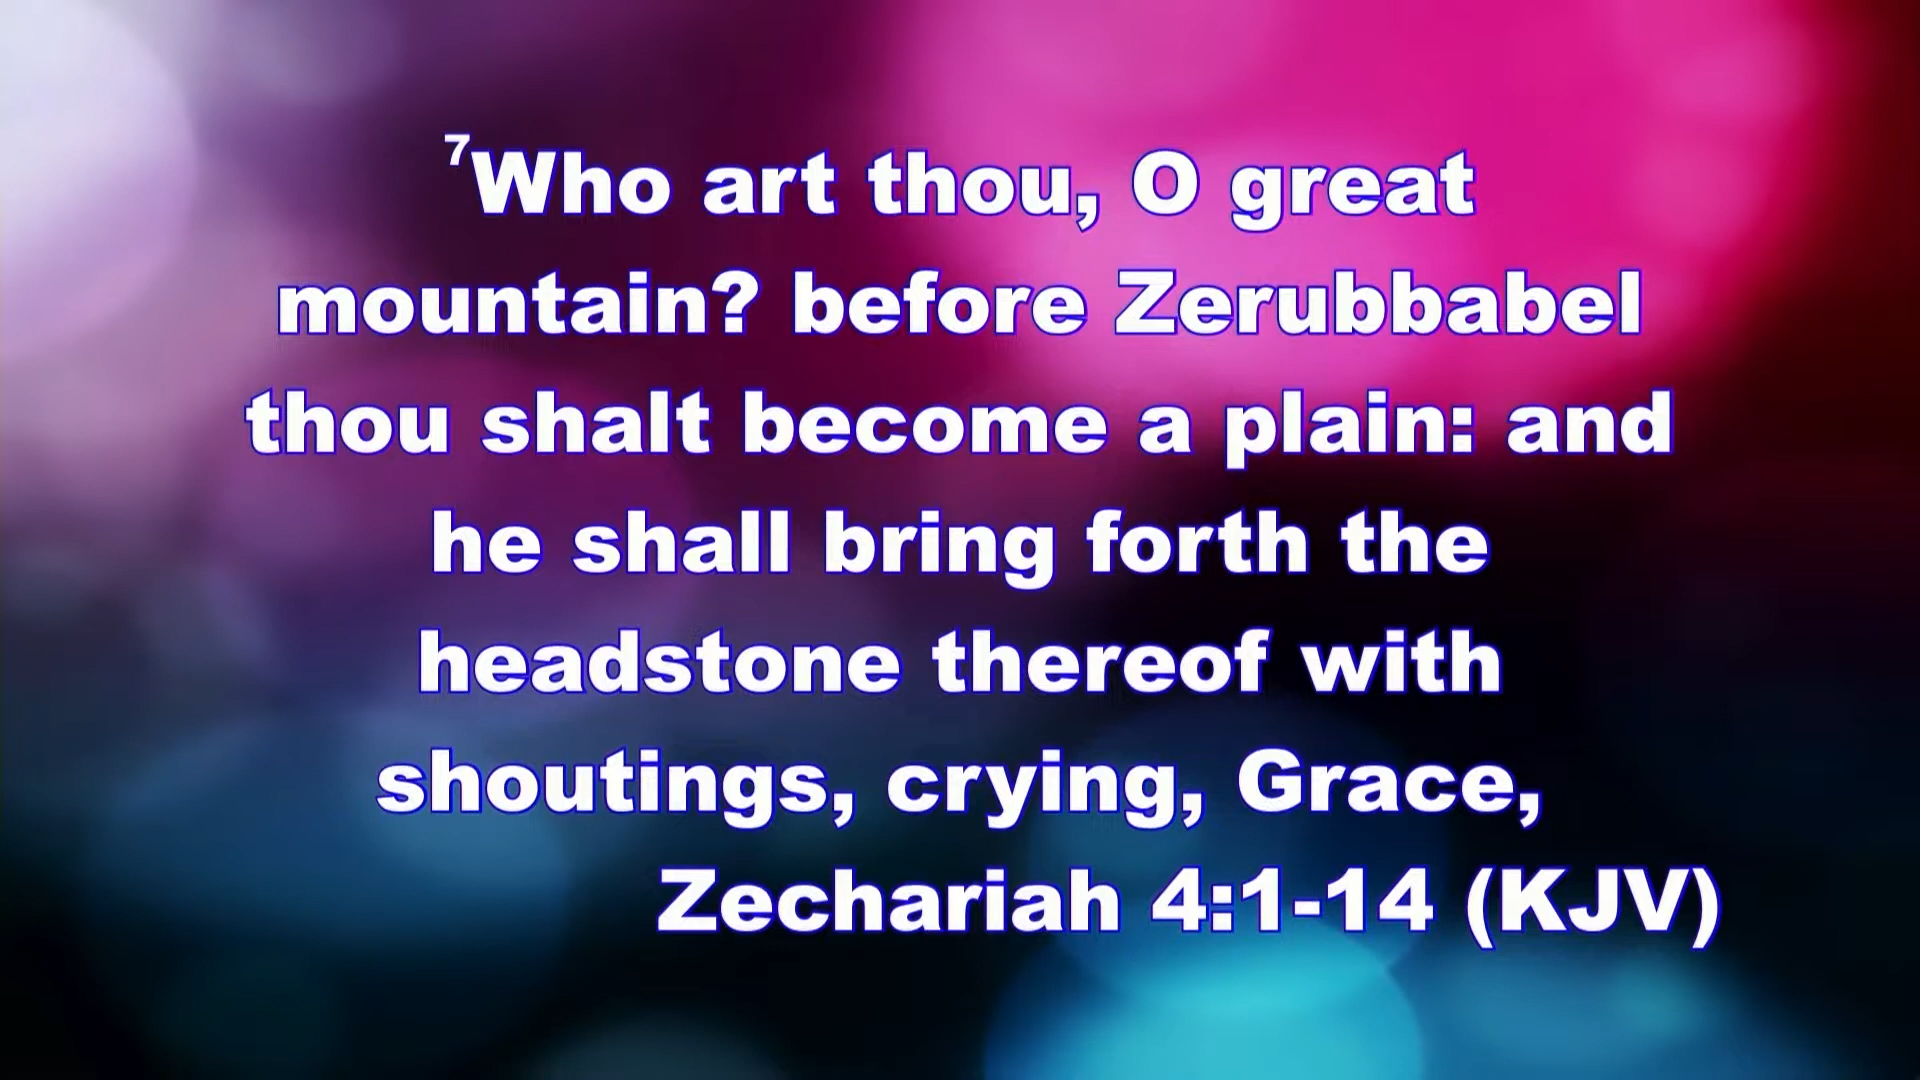 ⁷Who art thou, O great
mountain? before Zerubbabel
thou shalt become a plain: and
he shall bring forth the
headstone thereof with
shoutings, crying, Grace,
Zechariah 4:1-14 (KJV)